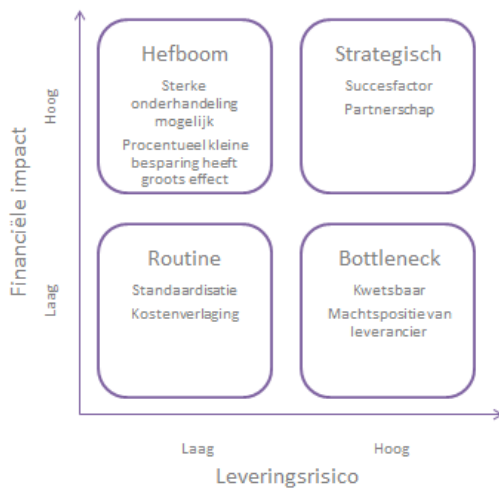 Hefboom
Sterke
onderhandeling
mogelijk
Procentueel kleine
besparing heeft
groots effect
Strategisch
Succesfactor
Partnerschap
Financiële impact
Hoog
Laag
Routine
Standaardisatie
Kostenverlaging
Bottleneck
Kwetsbaar
Machtspositie van
leverancier
Laag
Hoog
Leveringsrisico